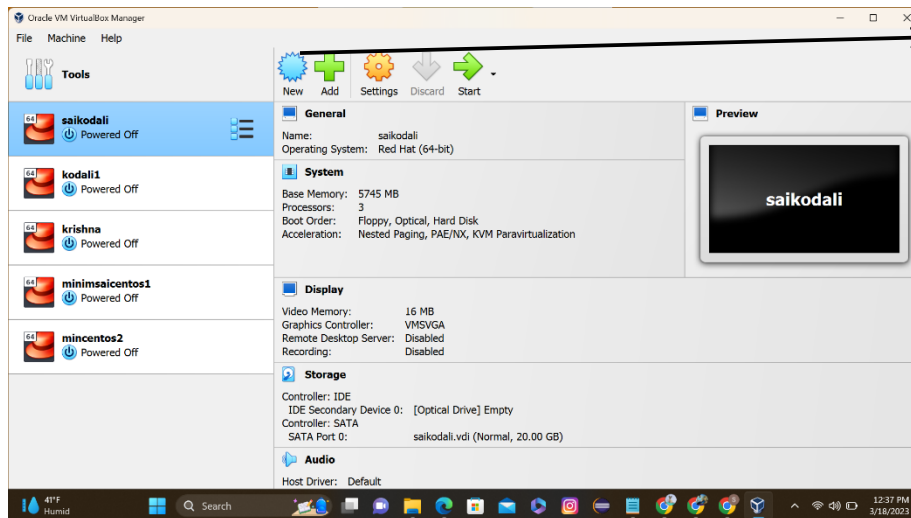 Oracle VM VirtualBox Manager
File Machine Help
Tools
New Add Settings Discard Start
64 saikodali
Powered Off
64 kodali1
Powered Off
64 krishna
Powered Off
64 minimsaicentos1
Powered Off
64 mincentos2
Powered Off
General
Name: saikodali
Operating System: Red Hat (64-bit)
System
Base Memory: 5745 MB
Processors: 3
Boot Order: Floppy, Optical, Hard Disk
Acceleration: Nested Paging, PAE/NX, KVM Paravirtualization
Preview
saikodali
Display
Video Memory: 16 MB
Graphics Controller: VMSVGA
Remote Desktop Server: Disabled
Recording: Disabled
Storage
Controller: IDE
IDE Secondary Device 0: [Optical Drive] Empty
Controller: SATA
SATA Port 0: saikodali.vdi (Normal, 20.00 GB)
Audio
Host Driver: Default
41°F
Humid
Search
12:37 PM
3/18/2023